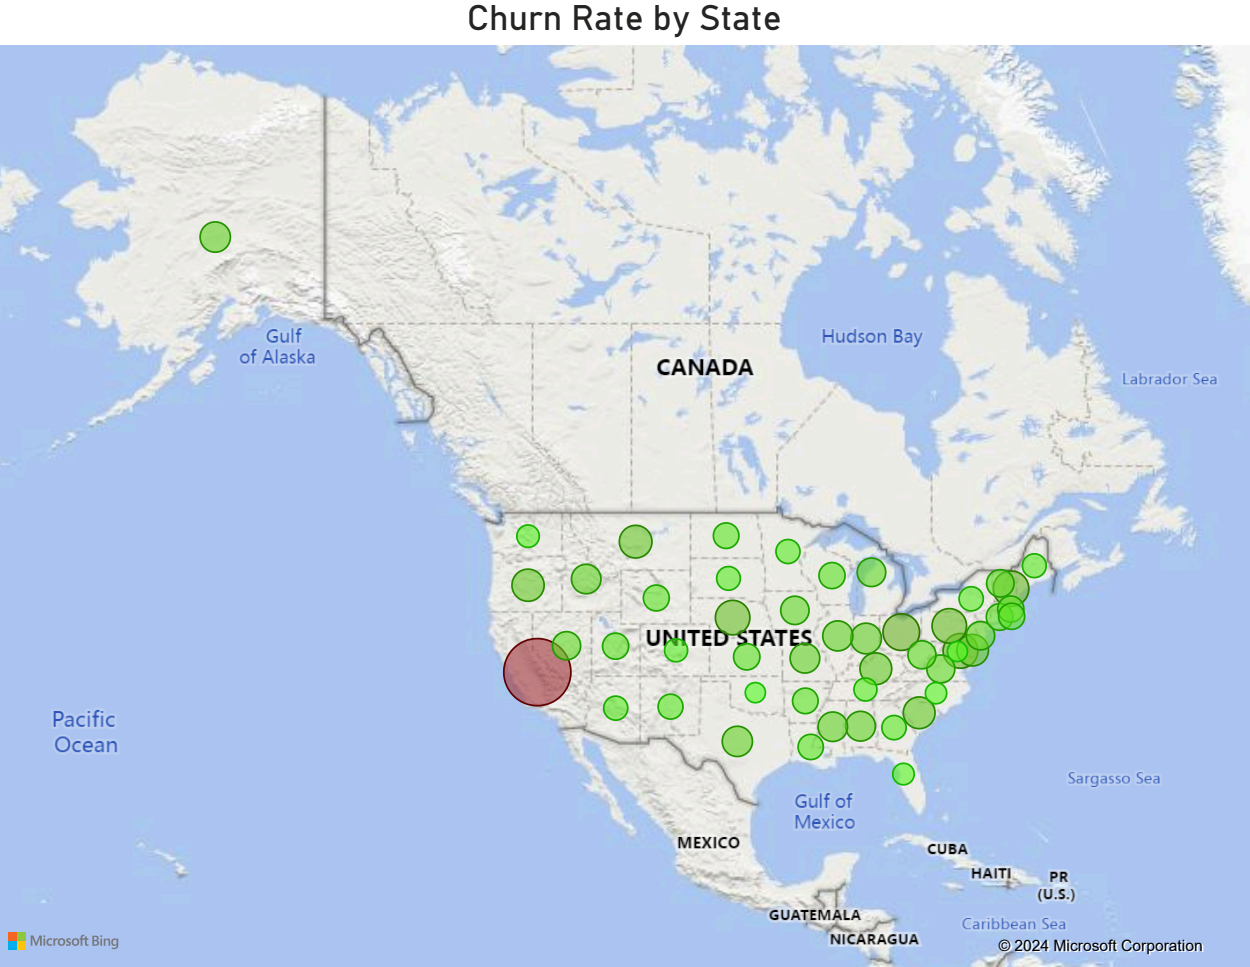 Churn Rate by State
Gulf
of Alaska
Hudson Bay
CANADA
Labrador Sea
UNITED STATES
Pacific
Ocean
Sargasso Sea
Gulf of
Mexico
MEXICO
CUBA
HAITI
PR
(U.S.)
GUATEMALA
Caribbean Sea
NICARAGUA
Microsoft Bing
© 2024 Microsoft Corporation